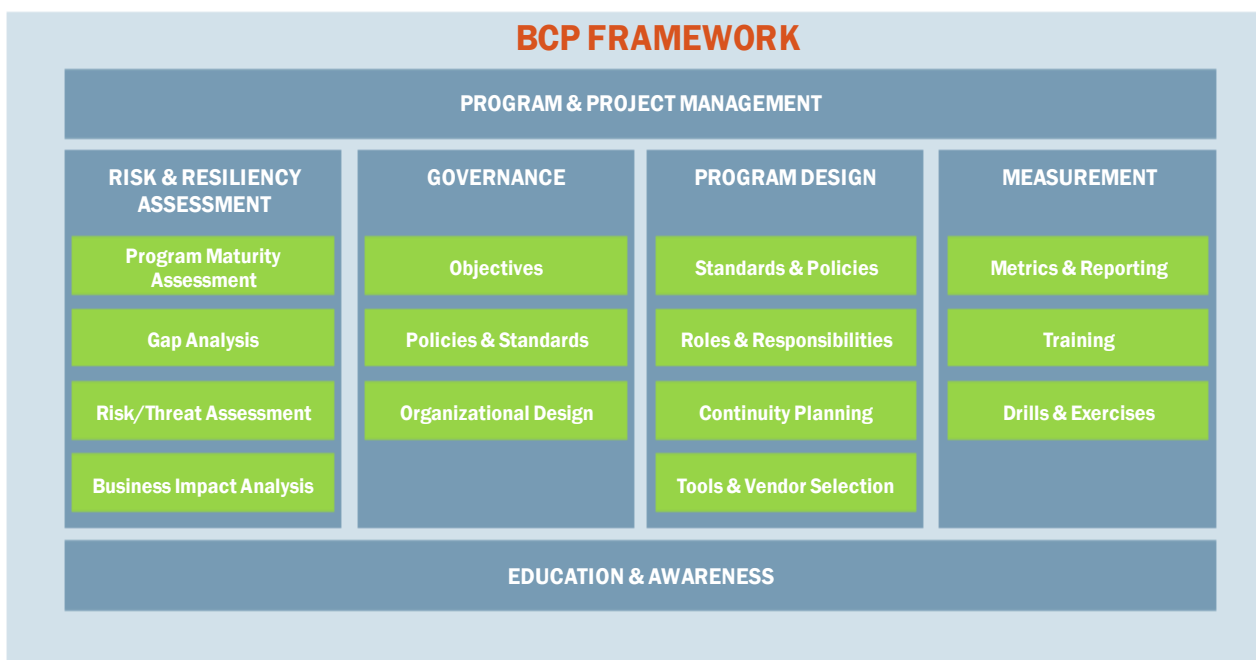 BCP FRAMEWORK
PROGRAM & PROJECT MANAGEMENT
RISK & RESILIENCY
ASSESSMENT
Program Maturity
Assessment
Gap Analysis
Risk/Threat Assessment
Business Impact Analysis
GOVERNANCE
Objectives
Policies & Standards
Organizational Design
PROGRAM DESIGN
Standards & Policies
Roles & Responsibilities
Continuity Planning
Tools & Vendor Selection
MEASUREMENT
Metrics & Reporting
Training
Drills & Exercises
EDUCATION & AWARENESS